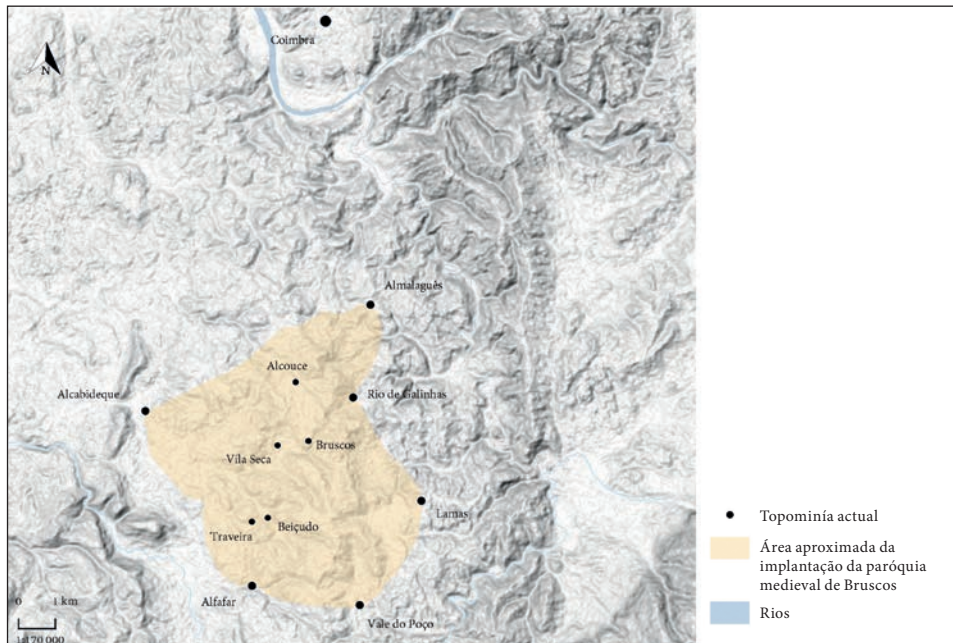 Coimbra
N
Almalaguês
Alcouce
Alcabideque
Rio de Galinhas
Bruscos
Vila Seca
Lamas
Beiçudo
Traveira
Alfafar
Vale do Poço
0 1 km
1:170 000
Topominía actual
Área aproximada da
implantação da paróquia
medieval de Bruscos
Rios